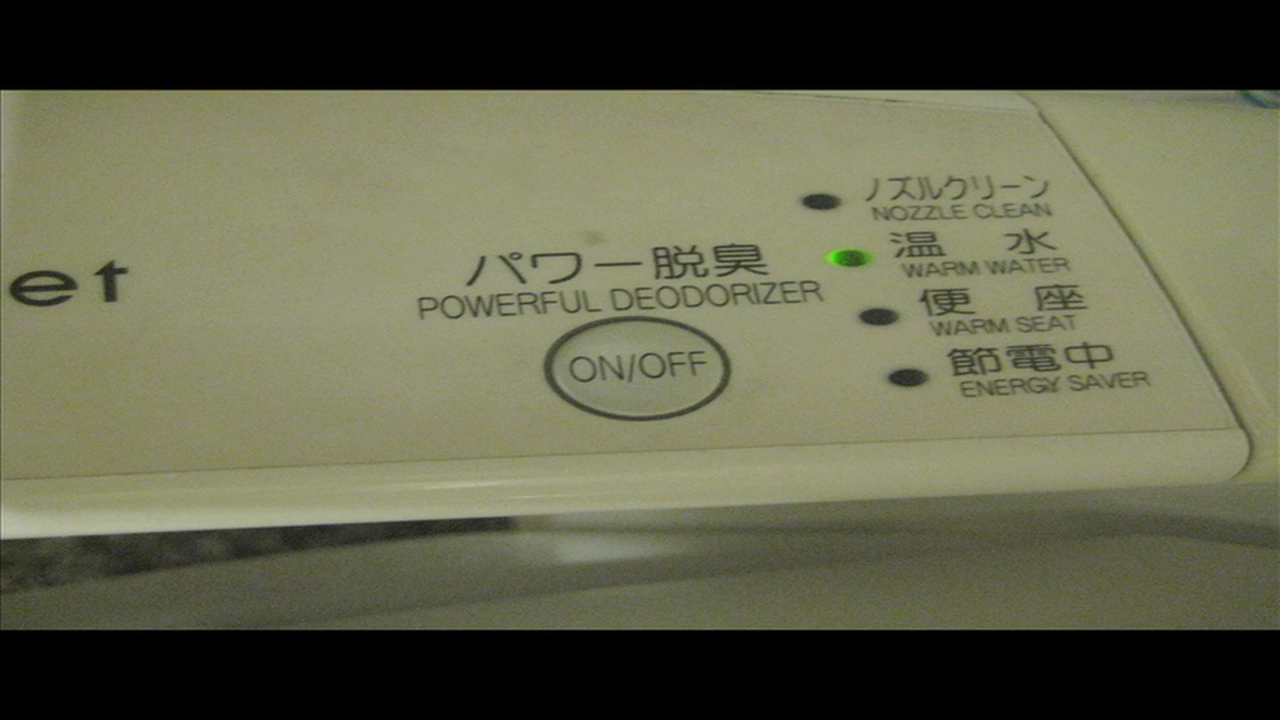 et
パワー脱臭
POWERFUL DEODORIZER
ON/OFF
ノズルクリーン
NOZZLE CLEAN
温 水
WARM WATER
便 座
WARM SEAT
節電中
ENERGY SAVER